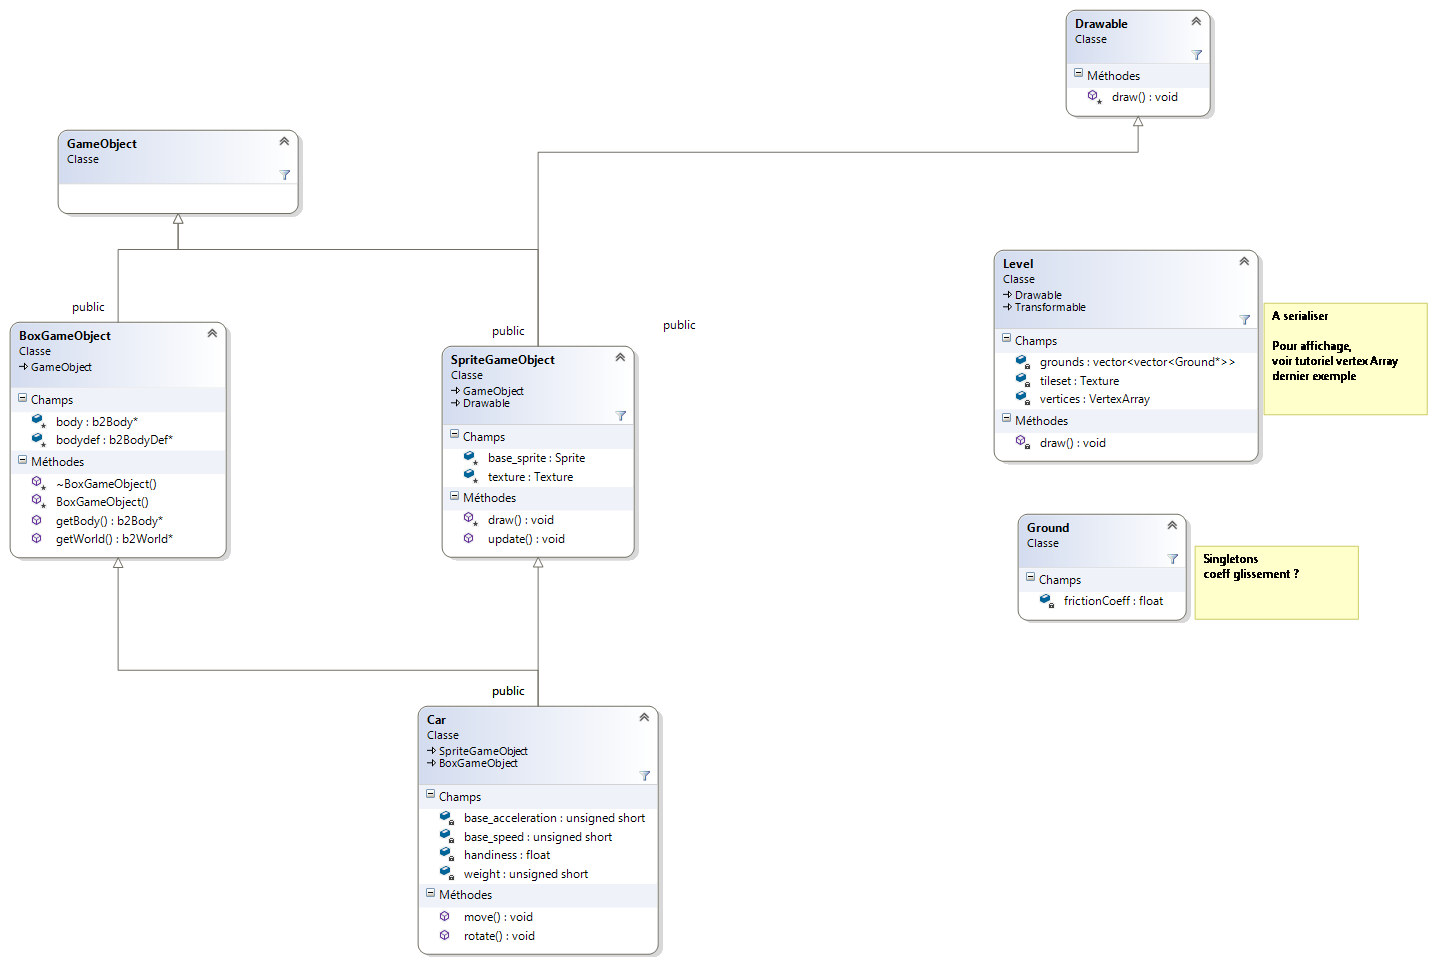 Drawable
Classe
Méthodes
draw() : void
GameObject
Classe
public
public
public
BoxGameObject
Classe
GameObject
Champs
body : b2Body*
bodydef : b2BodyDef*
Méthodes
~BoxGameObject()
BoxGameObject()
getBody() : b2Body*
getWorld() : b2World*
SpriteGameObject
Classe
GameObject
Drawable
Champs
base_sprite : Sprite
texture : Texture
Méthodes
draw() : void
update() : void
Level
Classe
Drawable
Transformable
Champs
grounds : vector<vector<Ground*>>
tileset : Texture
vertices : VertexArray
Méthodes
draw() : void
A serialiser
Pour affichage,
voir tutoriel vertexArray
dernier exemple
Ground
Classe
Champs
frictionCoeff : float
Singletons
coeff glissement ?
public
Car
Classe
SpriteGameObject
BoxGameObject
Champs
base_acceleration : unsigned short
base_speed : unsigned short
handiness : float
weight : unsigned short
Méthodes
move() : void
rotate() : void